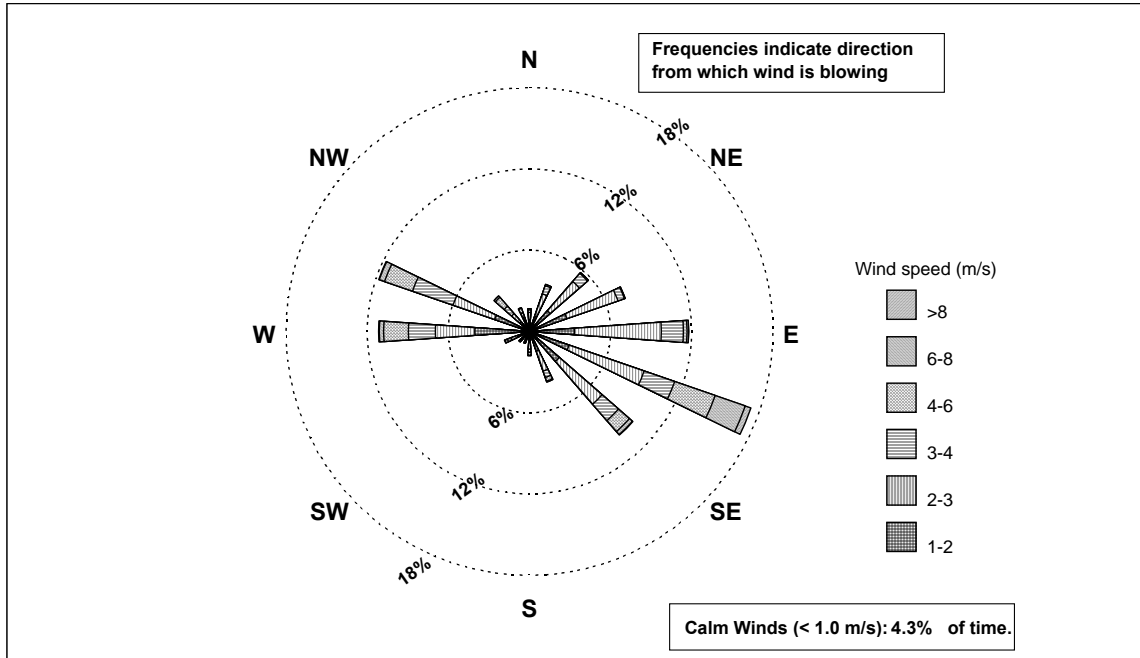 Frequencies indicate direction
from which wind is blowing
N
18%
NW
NE
12%
6%
Wind speed (m/s)
>8
W
E
6-8
4-6
6%
3-4
12%
2-3
SW
SE
1-2
18%
S
Calm Winds (< 1.0 m/s): 4.3% of time.